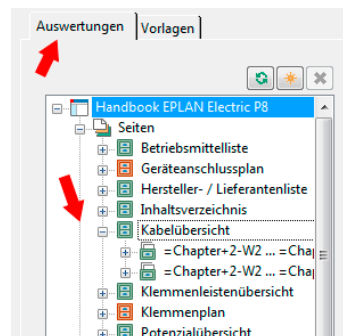 Auswertungen Vorlagen
Handbook EPLAN Electric P8
Seiten
Betriebsmittelliste
Geräteanschlussplan
Hersteller- / Lieferantenliste
Inhaltsverzeichnis
Kabelübersicht
=Chapter+2-W2 ... =Chap
=Chapter+2-W2 ... =Chap
Klemmenleistenübersicht
Klemmenplan
Potenzialübersicht